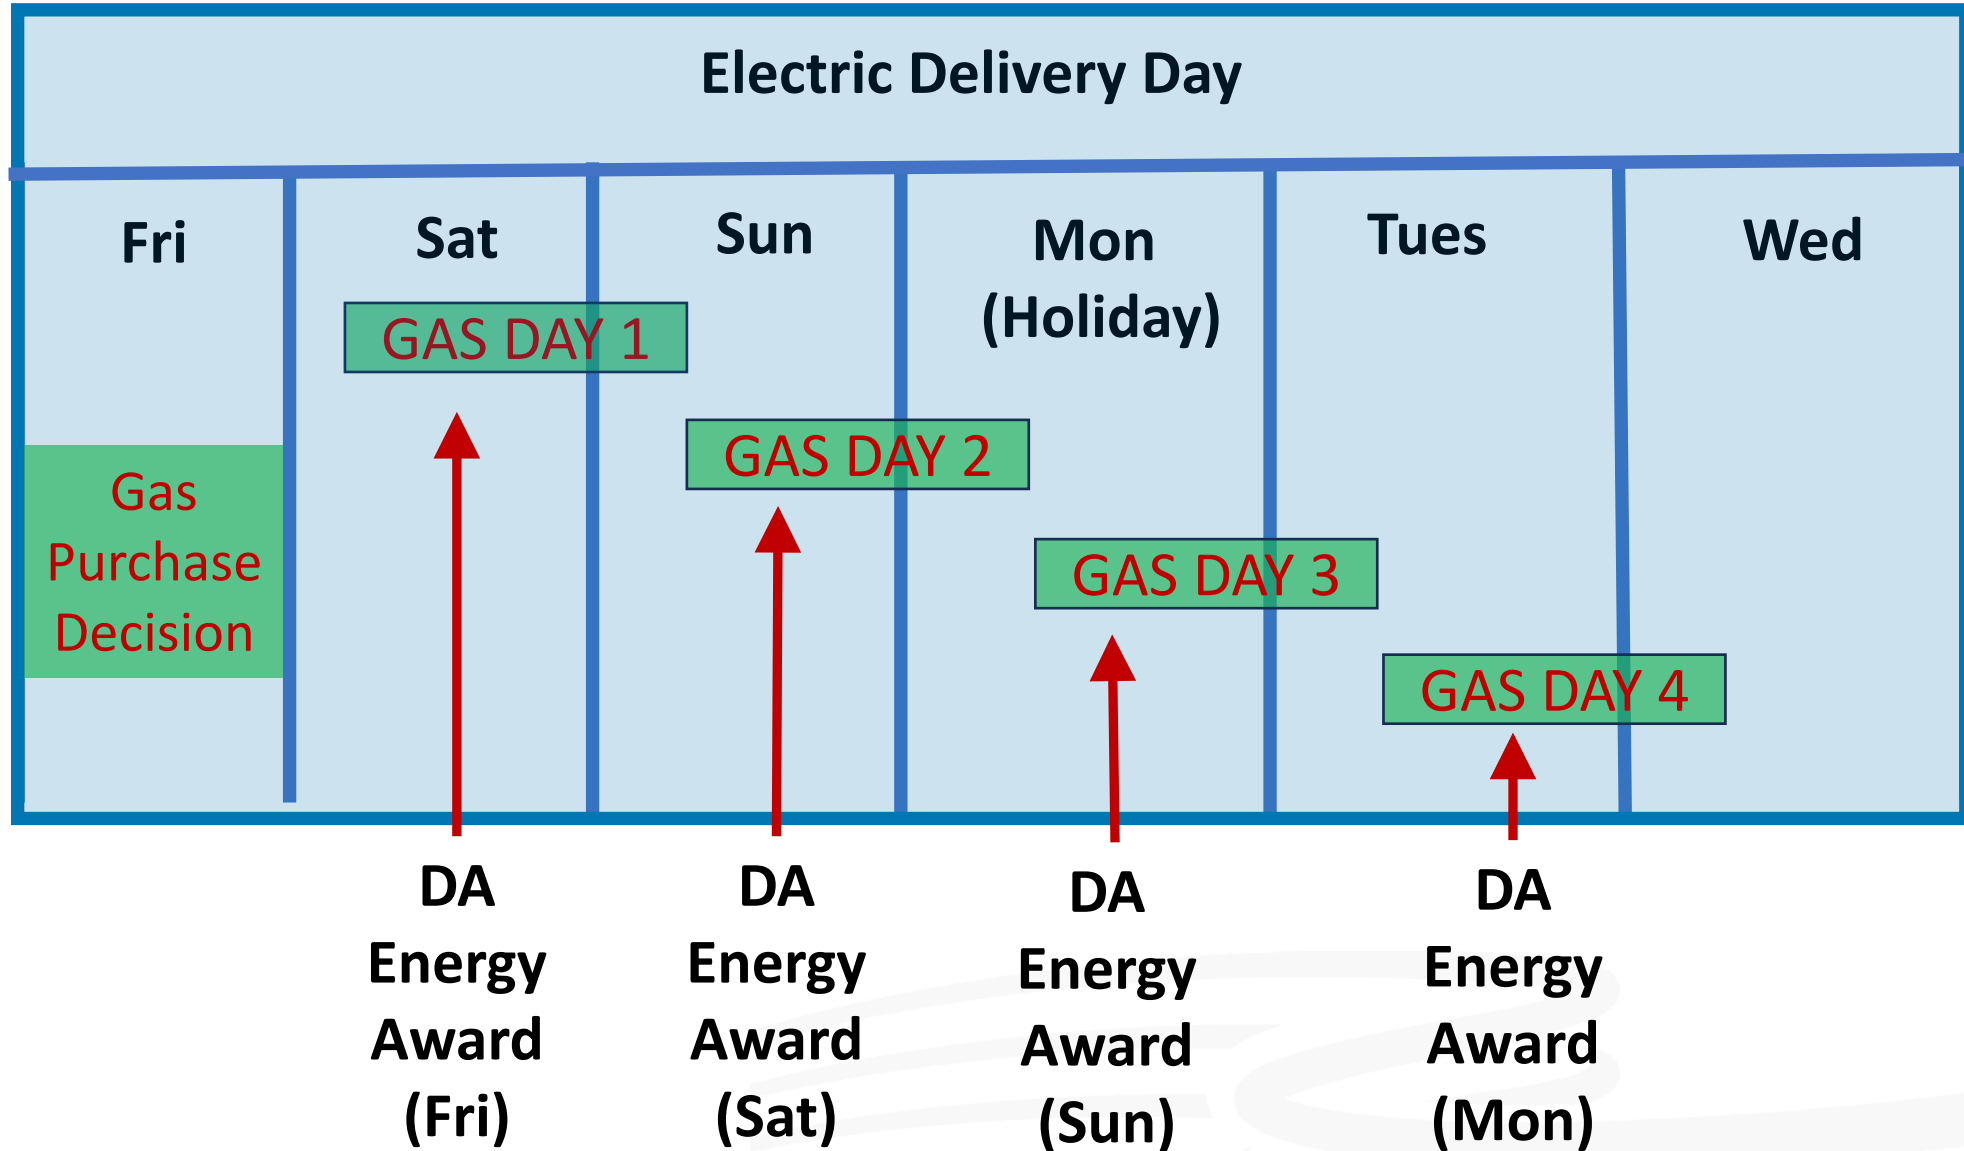 Electric Delivery Day
Fri
Sat
Sun
Mon
(Holiday)
Tues
Wed
GAS DAY 1
GAS DAY 2
GAS DAY 3
GAS DAY 4
Gas
Purchase
Decision
DA
Energy
Award
(Fri)
DA
Energy
Award
(Sat)
DA
Energy
Award
(Sun)
DA
Energy
Award
(Mon)